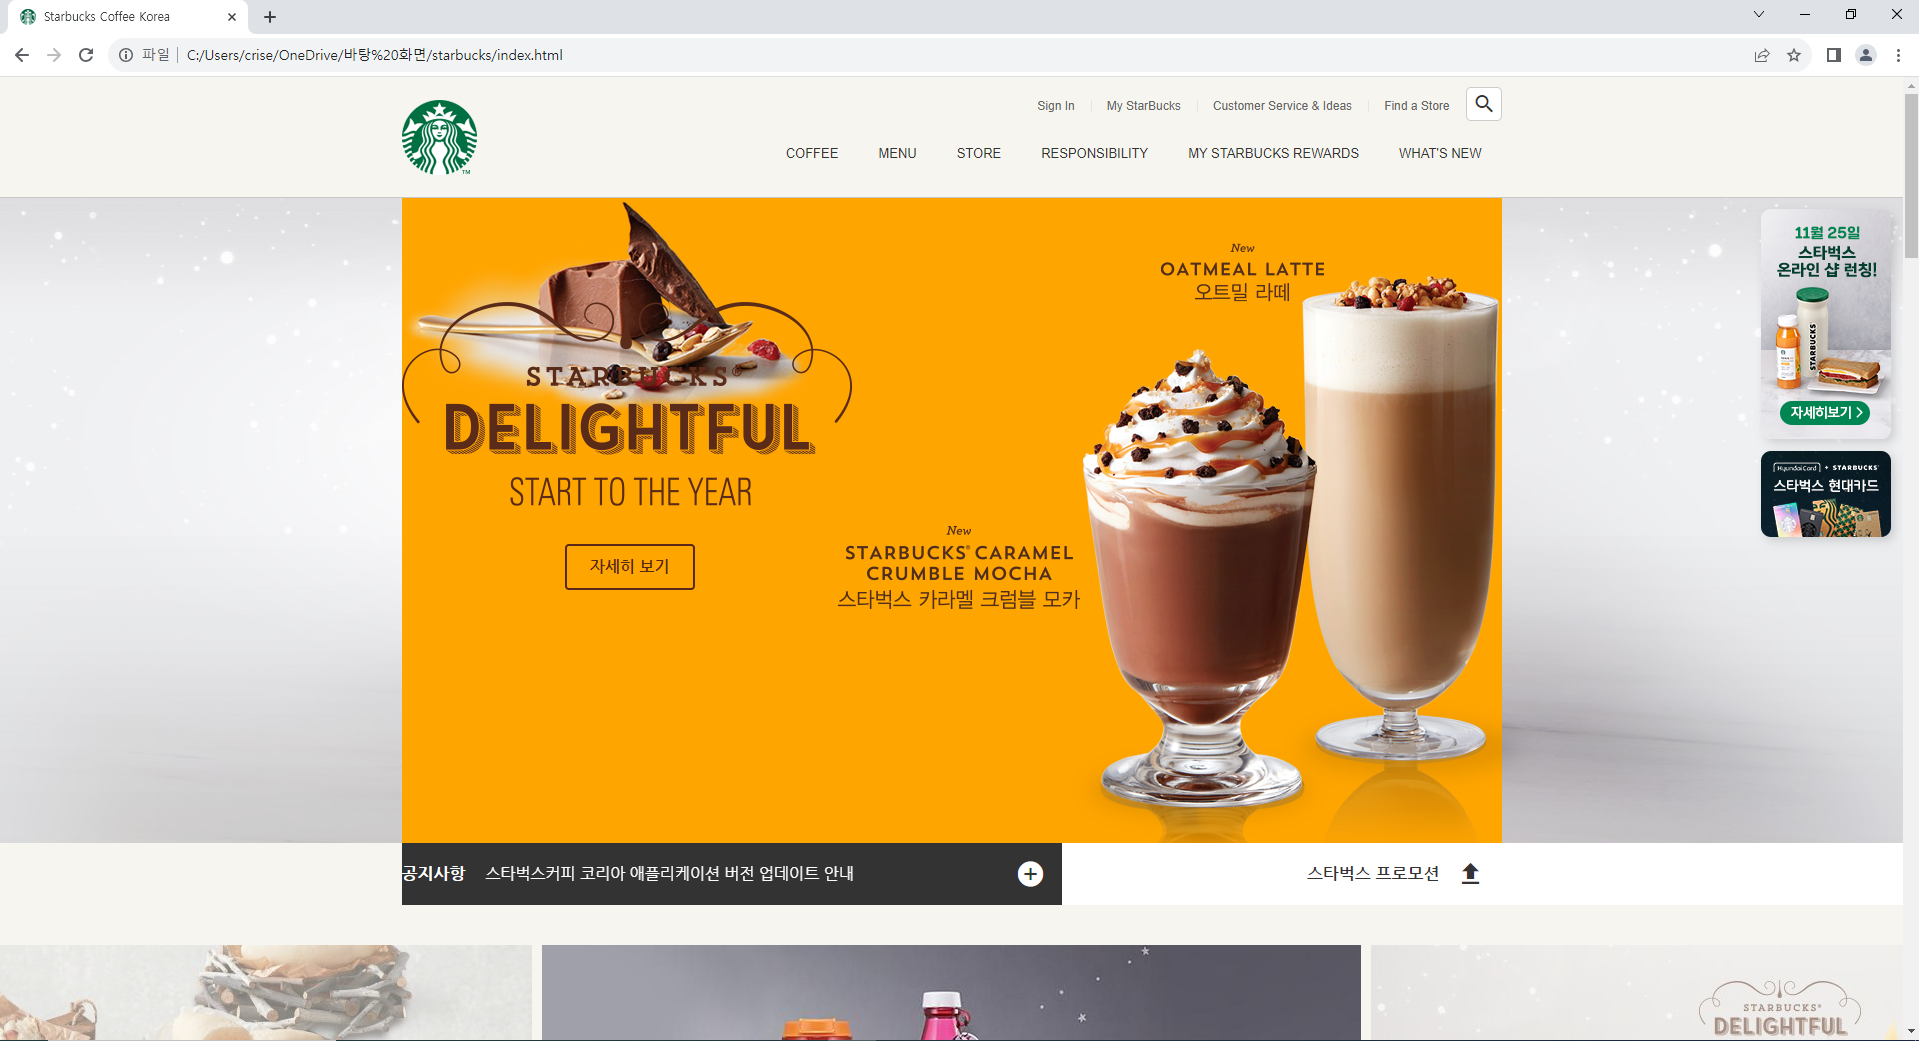 Starbucks Coffee Korea
파일
C:/Users/crise/OneDrive/바탕%20화면/starbucks/index.html
Sign In
My StarBucks
Customer Service & Ideas
Find a Store
TM
COFFEE
MENU
STORE
RESPONSIBILITY
MY STARBUCKS REWARDS
WHAT'S NEW
STARBUCKS®
DELIGHTFUL
START TO THE YEAR
자세히 보기
New
OATMEAL LATTE
오트밀 라떼
New
STARBUCKS® CARAMEL
CRUMBLE MOCHA
스타벅스 카라멜 크럼블 모카
11월 25일
스타벅스
온라인 샵 런칭!
STARBUCKS
자세히보기 >
HyundaiCard + STARBUCKS
스타벅스 현대카드
공지사항
스타벅스커피 코리아 애플리케이션 버전 업데이트 안내
스타벅스 프로모션
STARBUCKS®
DELIGHTFUL